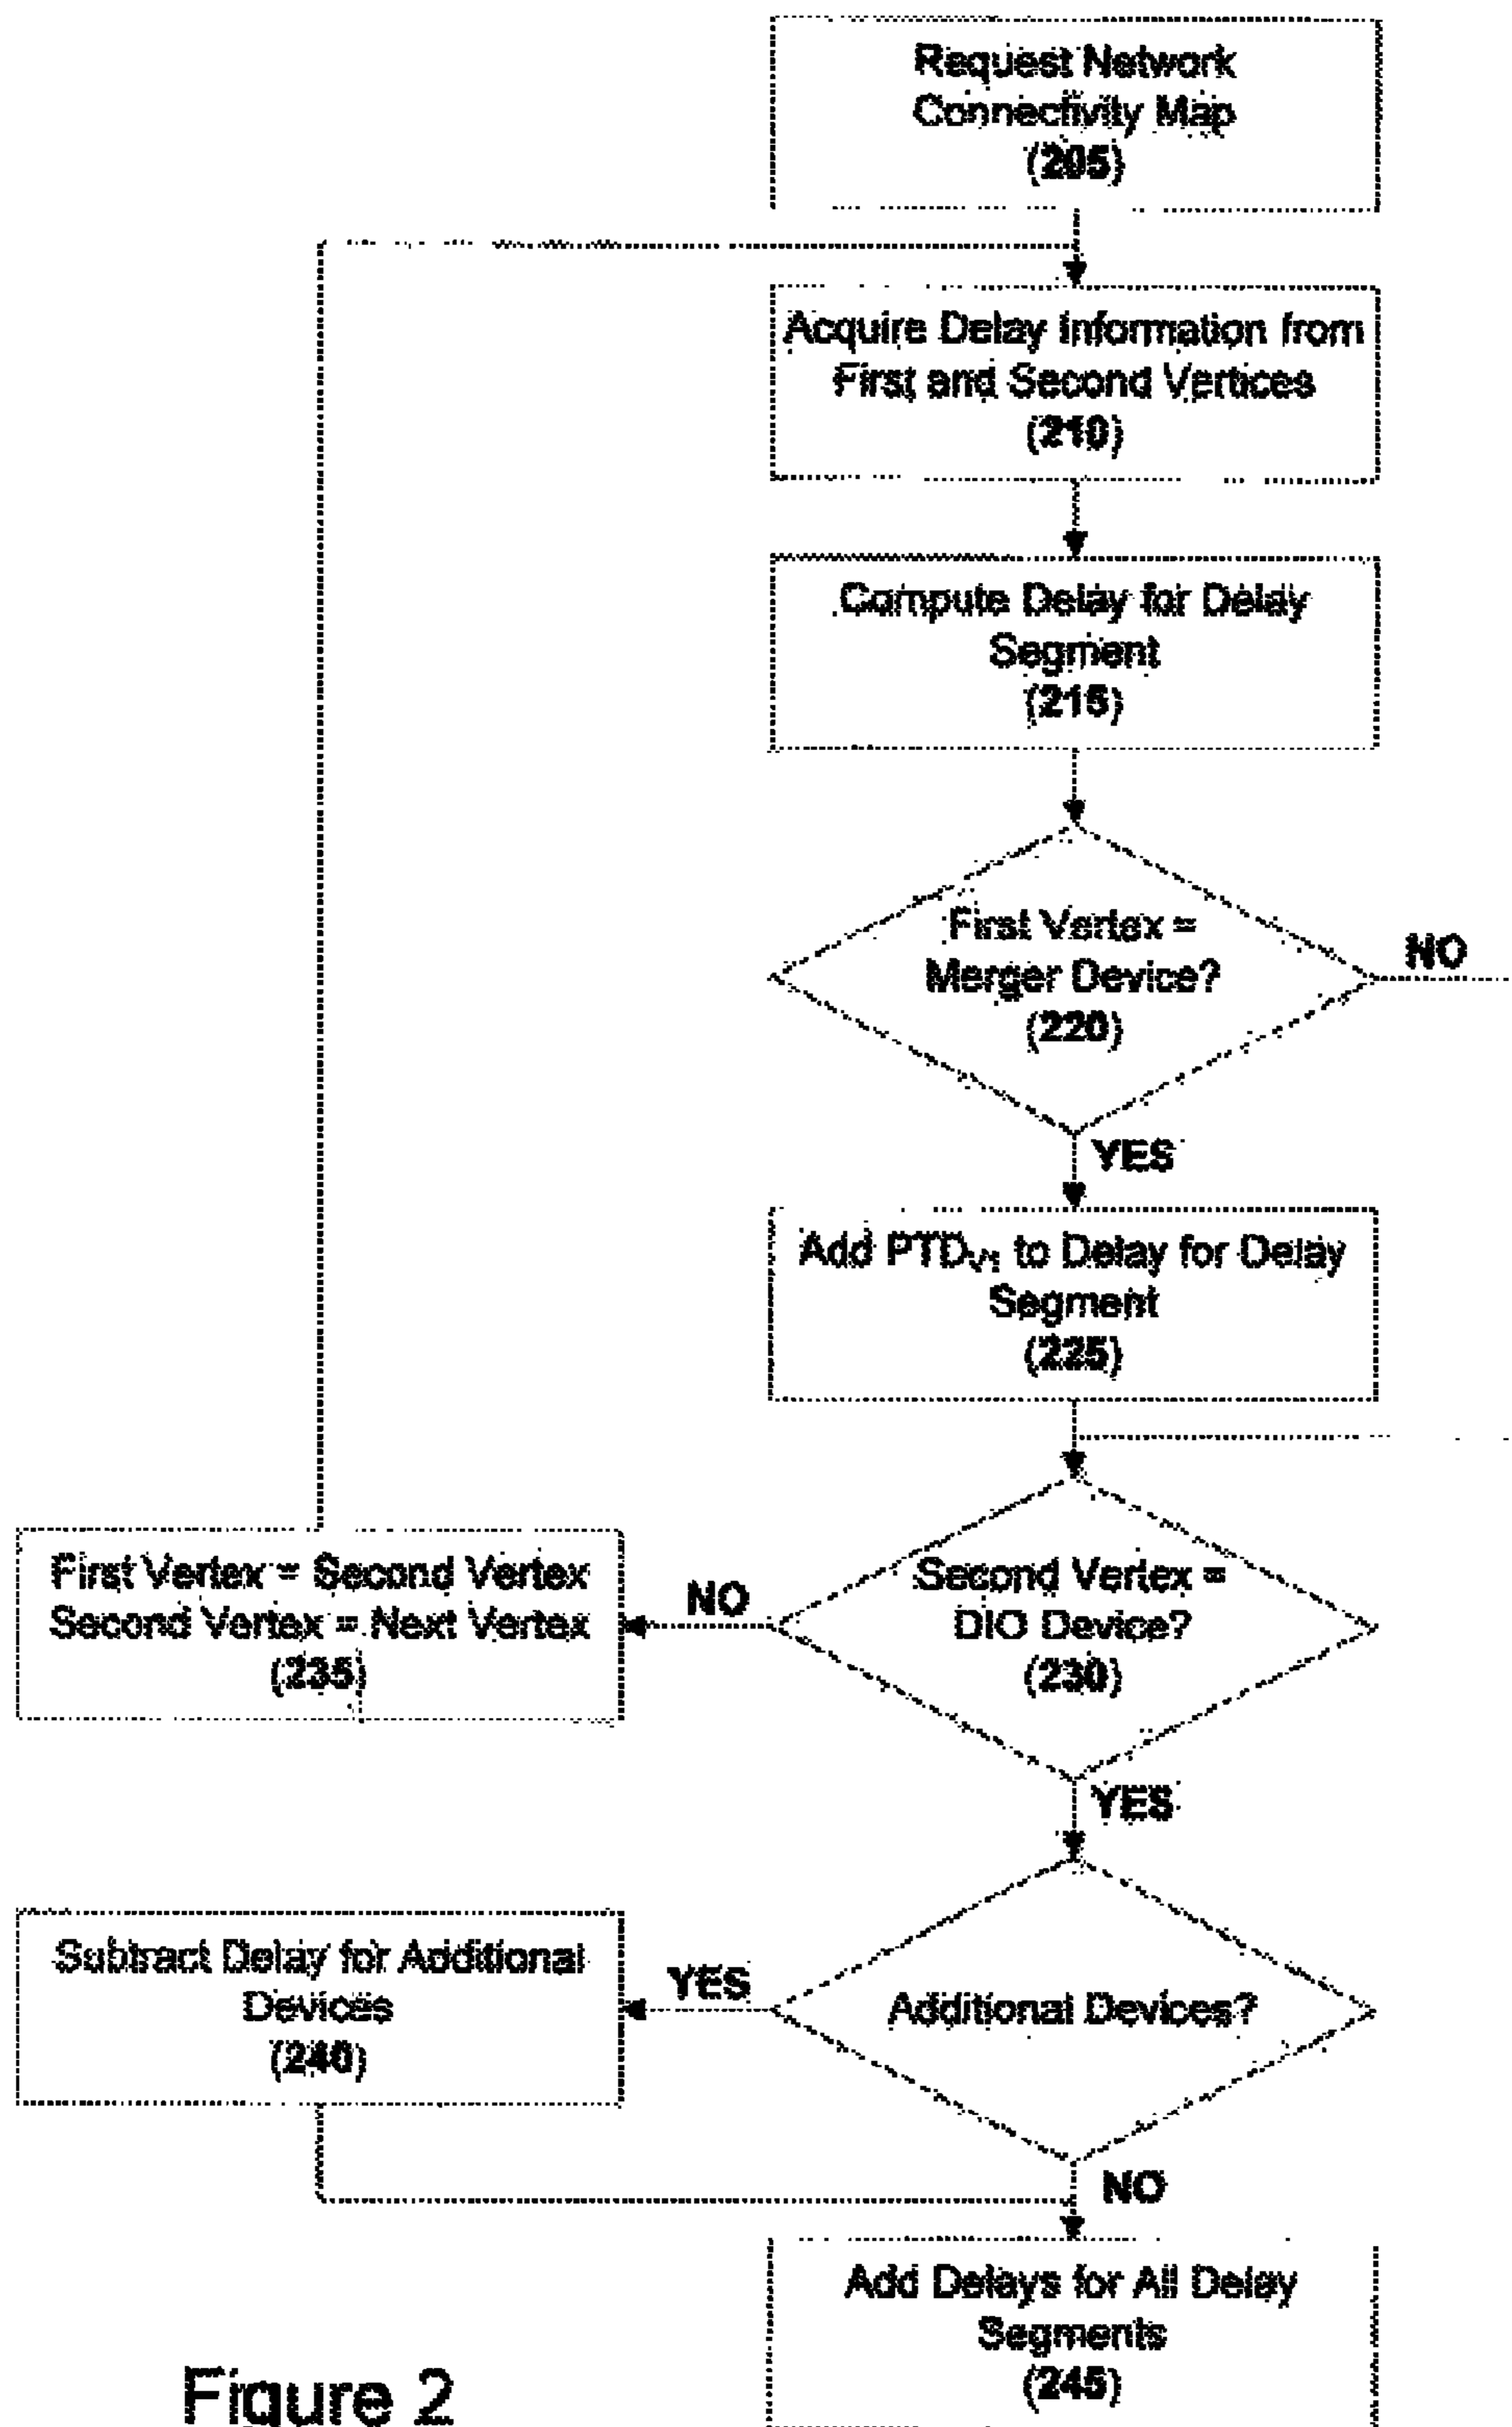 Request Network
Connectivity Map
(205)
Acquire Delay Information from
First and Second Vertices
(210)
Compute Delay for Delay
Segment
(215)
First Vertex =
Merger Device?
(220)
NO
YES
Add PTDV1 to Delay for Delay
Segment
(225)
First Vertex = Second Vertex
Second Vertex = Next Vertex
(235)
NO
Second Vertex =
DIO Device?
(230)
YES
Subtract Delay for Additional
Devices
(240)
YES
Additional Devices?
NO
Add Delays for All Delay
Segments
(245)
Figure 2